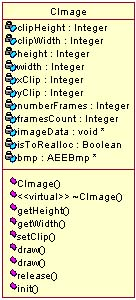 CImage
clipHeight : Integer
clipWidth : Integer
height : Integer
width : Integer
xClip : Integer
yClip : Integer
numberFrames : Integer
framesCount : Integer
imageData : void *
isToRealloc : Boolean
bmp : AEEBmp *
CImage()
<<virtual>> ~CImage()
getHeight()
getWidth()
setClip()
draw()
draw()
release()
init()